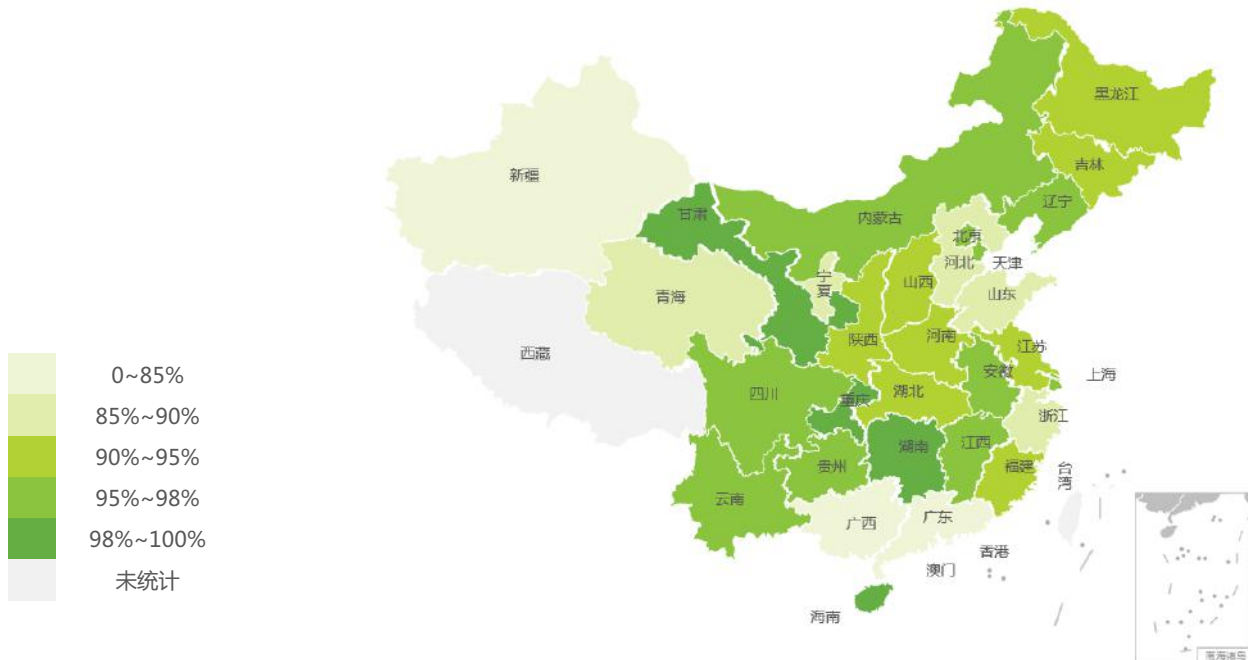 黑龙江
吉林
新疆
辽宁
甘肃
内蒙古
北京
河北
天津
宁夏
山西
青海
山东
陕西
河南
江苏
西藏
安徽
上海
四川
重庆
湖北
浙江
湖南
江西
贵州
福建
台湾
云南
广西
广东
香港
澳门
海南
南海诸岛
0~85%
85%~90%
90%~95%
95%~98%
98%~100%
未统计